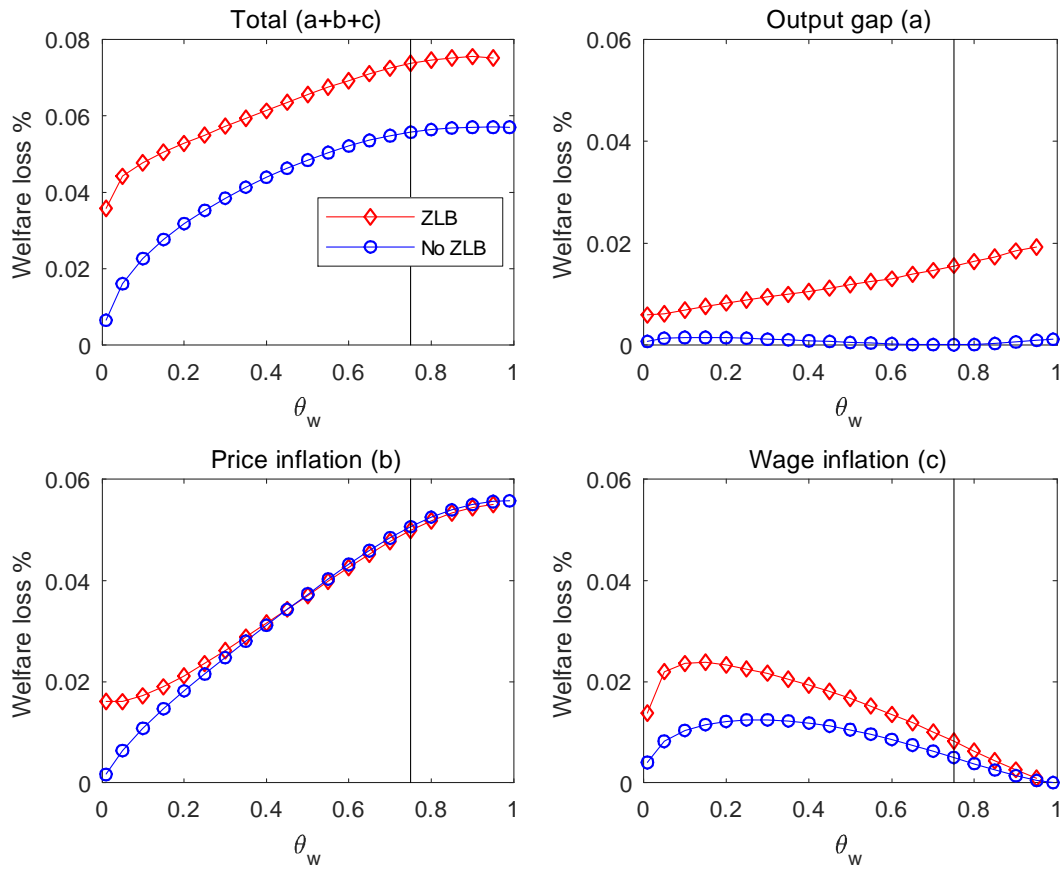 Total (a+b+c)
Welfare loss %
0.08
0.06
0.04
0.02
0
ZLB
No ZLB
0 0.2 0.4 0.6 0.8 1
θw
Output gap (a)
Welfare loss %
0.06
0.04
0.02
0
0 0.2 0.4 0.6 0.8 1
θw
Price inflation (b)
Welfare loss %
0.06
0.04
0.02
0
0 0.2 0.4 0.6 0.8 1
θw
Wage inflation (c)
Welfare loss %
0.06
0.04
0.02
0
0 0.2 0.4 0.6 0.8 1
θw